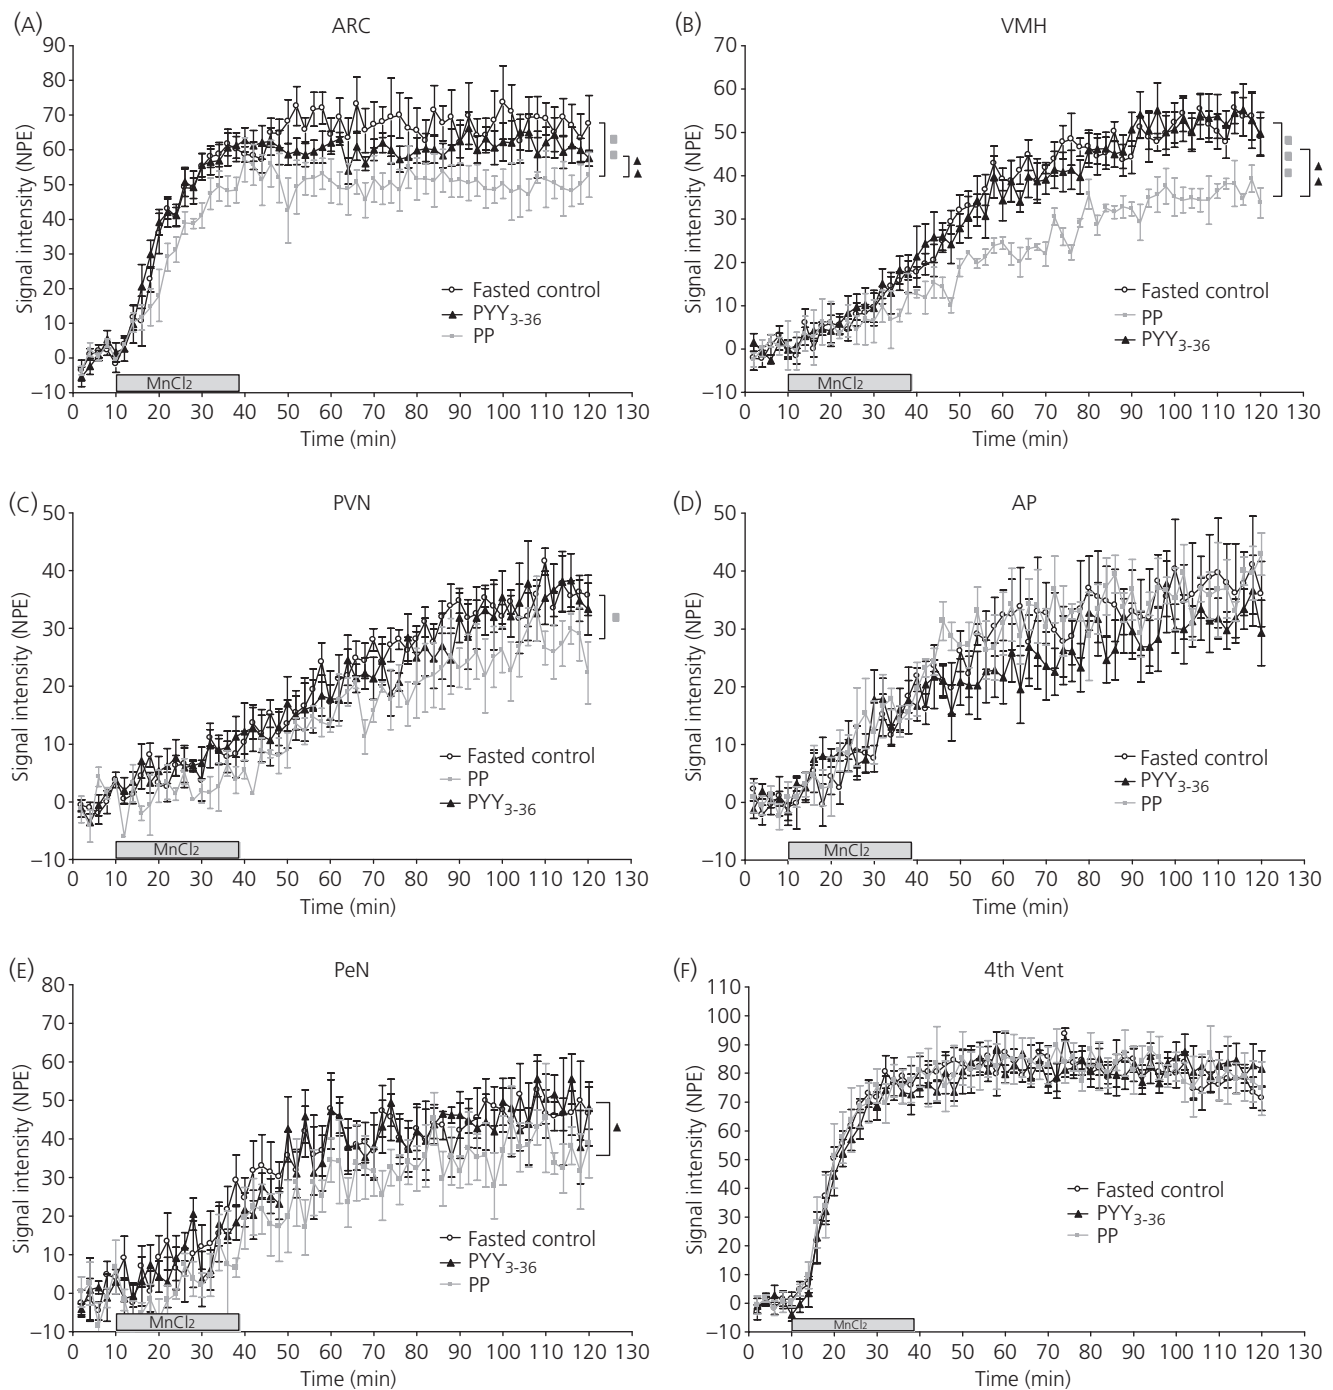 (A)
ARC
Signal intensity (NPE)
90
80
70
60
50
40
30
20
10
0
–10
Fasted control
PYY3-36
PP
MnCl2
0 10 20 30 40 50 60 70 80 90 100 110 120 130
Time (min)
(B)
VMH
Signal intensity (NPE)
70
60
50
40
30
20
10
0
–10
Fasted control
PP
PYY3-36
MnCl2
0 10 20 30 40 50 60 70 80 90 100 110 120 130
Time (min)
(C)
PVN
Signal intensity (NPE)
50
40
30
20
10
0
–10
Fasted control
PP
PYY3-36
MnCl2
0 10 20 30 40 50 60 70 80 90 100 110 120 130
Time (min)
(D)
AP
Signal intensity (NPE)
50
40
30
20
10
0
–10
Fasted control
PYY3-36
PP
MnCl2
0 10 20 30 40 50 60 70 80 90 100 110 120 130
Time (min)
(E)
PeN
Signal intensity (NPE)
80
70
60
50
40
30
20
10
0
–10
Fasted control
PYY3-36
PP
MnCl2
0 10 20 30 40 50 60 70 80 90 100 110 120 130
Time (min)
(F)
4th Vent
Signal intensity (NPE)
110
100
90
80
70
60
50
40
30
20
10
0
–10
Fasted control
PYY3-36
PP
MnCl2
0 10 20 30 40 50 60 70 80 90 100 110 120 130
Time (min)